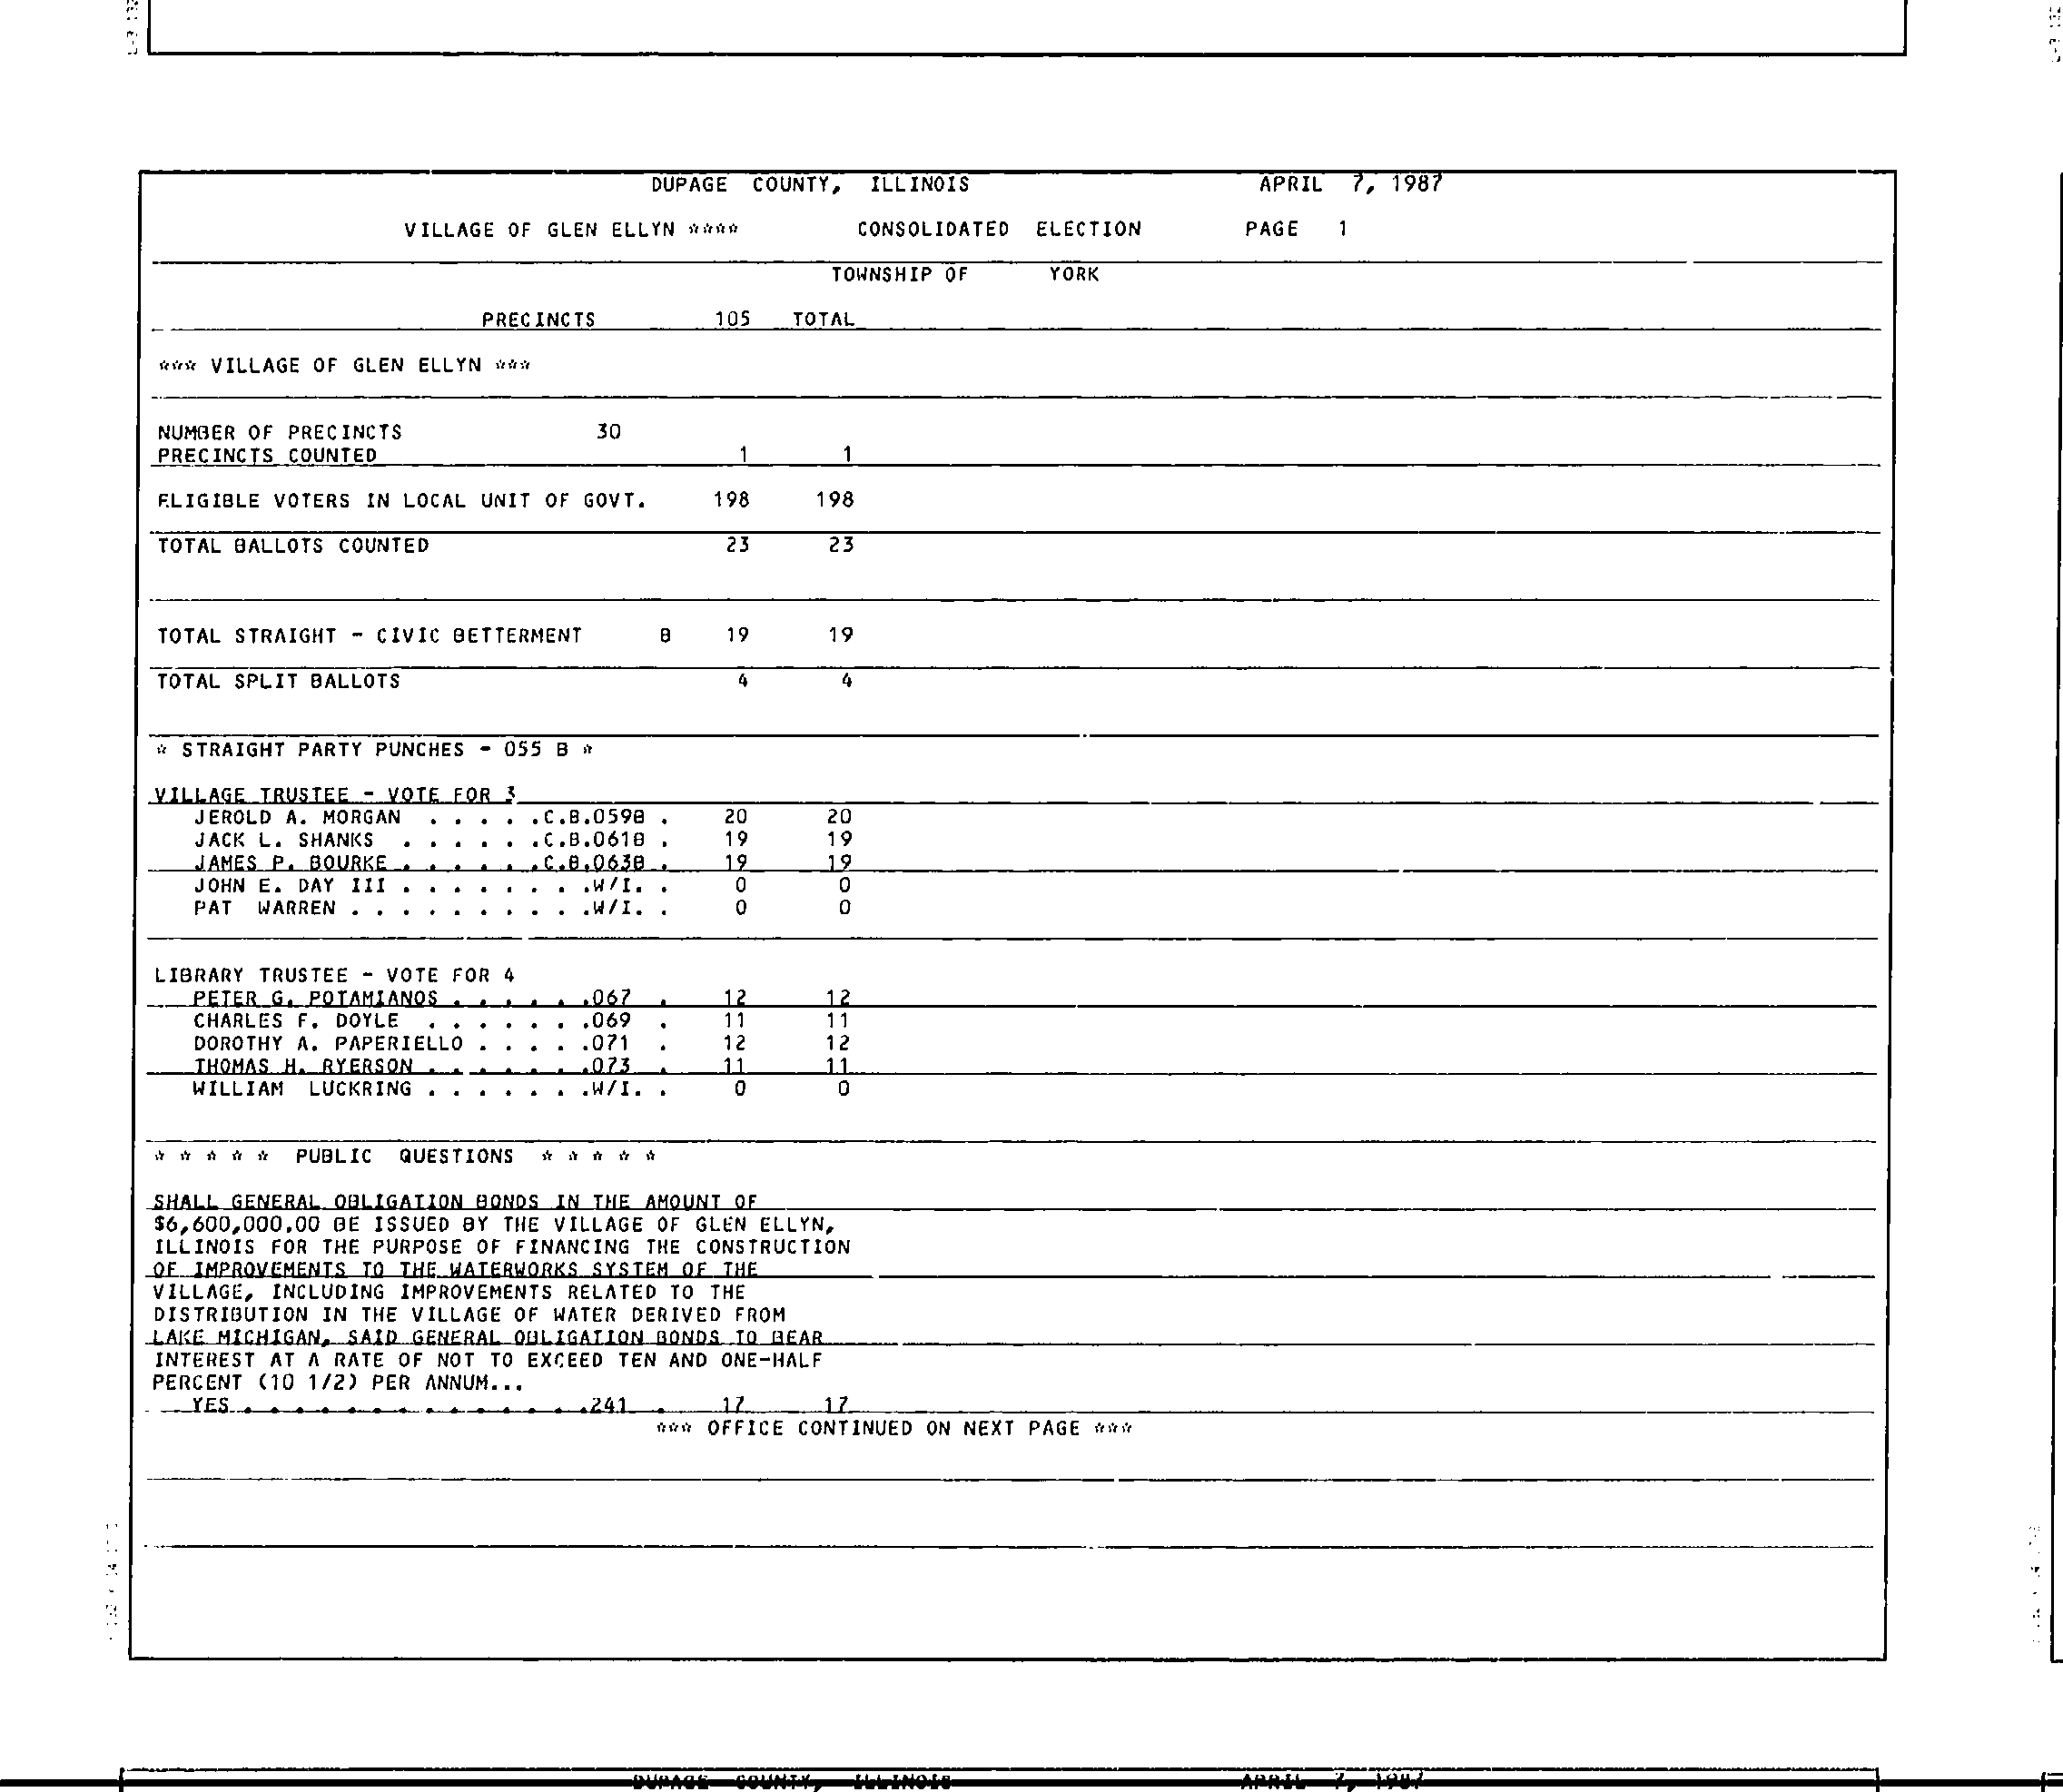 DUPAGE COUNTY, ILLINOIS APRIL 7, 1987
VILLAGE OF GLEN ELLYN **** CONSOLIDATED ELECTION PAGE 1
TOWNSHIP OF YORK
PRECINCTS 105 TOTAL
*** VILLAGE OF GLEN ELLYN ***
NUMBER OF PRECINCTS 30
PRECINCTS COUNTED 1 1
ELIGIBLE VOTERS IN LOCAL UNIT OF GOVT. 198 198
TOTAL BALLOTS COUNTED 23 23
TOTAL STRAIGHT - CIVIC BETTERMENT B 19 19
TOTAL SPLIT BALLOTS 4 4
* STRAIGHT PARTY PUNCHES - 055 B *
VILLAGE TRUSTEE - VOTE FOR 3
JEROLD A. MORGAN . . . . .C.B.059B . 20 20
JACK L. SHANKS . . . . . .C.B.061B . 19 19
JAMES P. BOURKE . . . . . .C.B.063B . 19 19
JOHN E. DAY III . . . . . . . .W/I. . 0 0
PAT WARREN . . . . . . . . . .W/I. . 0 0
LIBRARY TRUSTEE - VOTE FOR 4
PETER G. POTAMIANOS . . . . . .067 . 12 12
CHARLES F. DOYLE . . . . . . .069 . 11 11
DOROTHY A. PAPERIELLO . . . . .071 . 12 12
THOMAS H. RYERSON . . . . . . .073 . 11 11
WILLIAM LUCKRING . . . . . . .W/I. . 0 0
* * * * * PUBLIC QUESTIONS * * * * *
SHALL GENERAL OBLIGATION BONDS IN THE AMOUNT OF
$6,600,000.00 BE ISSUED BY THE VILLAGE OF GLEN ELLYN,
ILLINOIS FOR THE PURPOSE OF FINANCING THE CONSTRUCTION
OF IMPROVEMENTS TO THE WATERWORKS SYSTEM OF THE
VILLAGE, INCLUDING IMPROVEMENTS RELATED TO THE
DISTRIBUTION IN THE VILLAGE OF WATER DERIVED FROM
LAKE MICHIGAN, SAID GENERAL OBLIGATION BONDS TO BEAR
INTEREST AT A RATE OF NOT TO EXCEED TEN AND ONE-HALF
PERCENT (10 1/2) PER ANNUM...
YES . . . . . . . . . . . . . .241 . 17 17
*** OFFICE CONTINUED ON NEXT PAGE ***
DUPAGE COUNTY, ILLINOIS APRIL 7, 1987